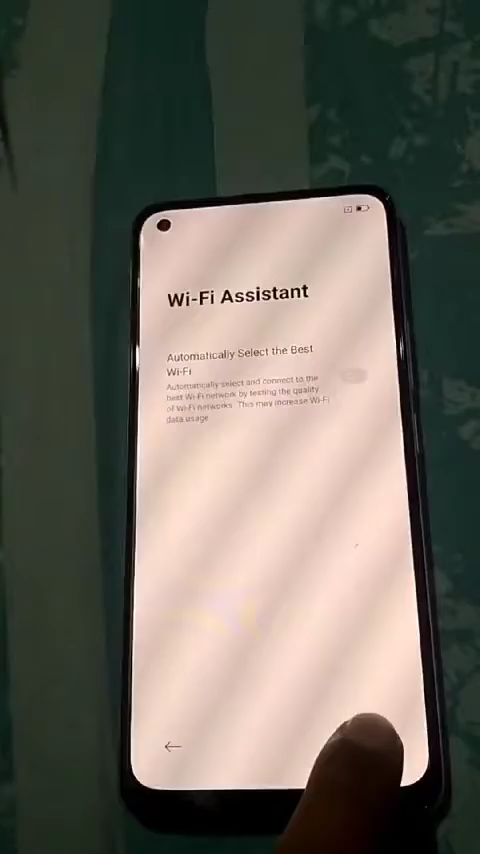 Wi-Fi Assistant
Automatically Select the Best
Wi-Fi
Automatically select and connect to the
best Wi-Fi network by testing the quality
of Wi-Fi networks. This may increase Wi-Fi
data usage.